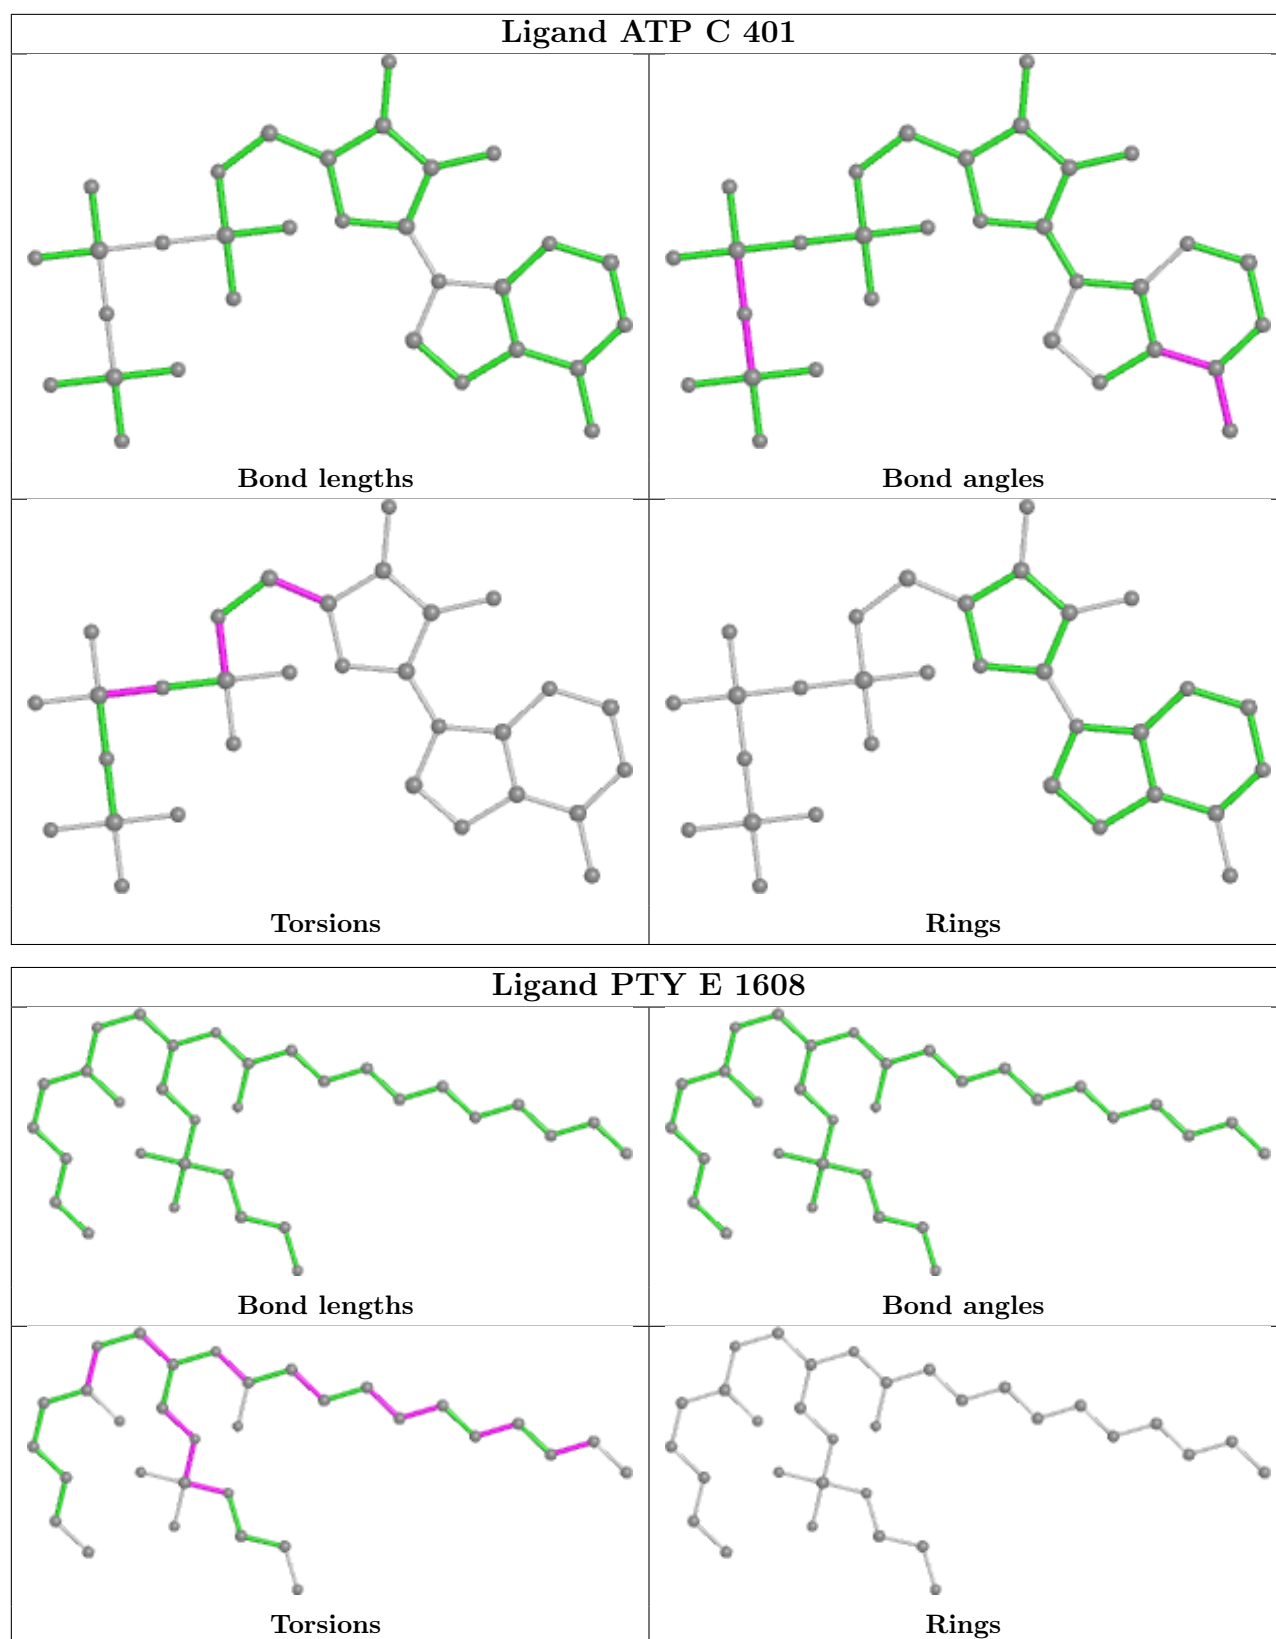 Ligand ATP C 401
Bond lengths
Bond angles
Torsions
Rings
Ligand PTY E 1608
Bond lengths
Bond angles
Torsions
Rings